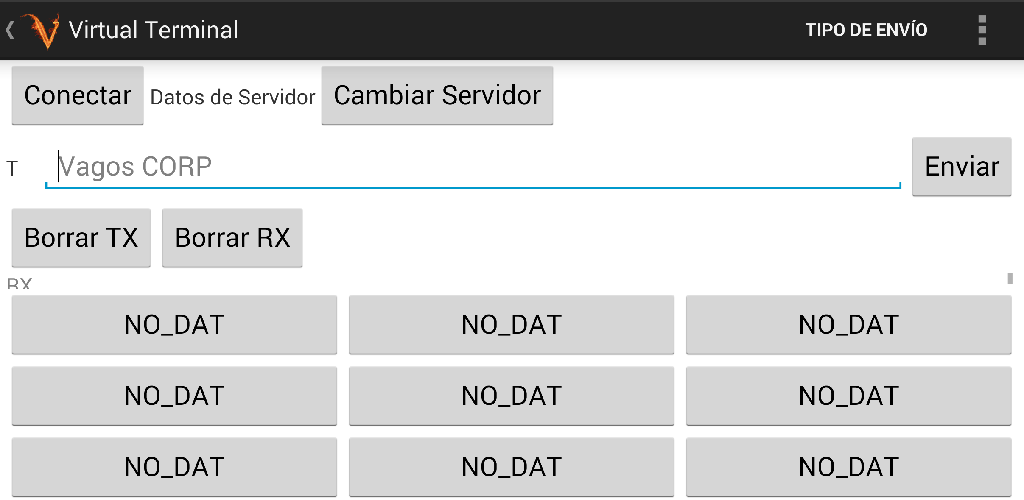 Virtual Terminal TIPO DE ENVÍO
Conectar Datos de Servidor Cambiar Servidor
T Vagos CORP Enviar
Borrar TX Borrar RX
RX
NO_DAT NO_DAT NO_DAT
NO_DAT NO_DAT NO_DAT
NO_DAT NO_DAT NO_DAT